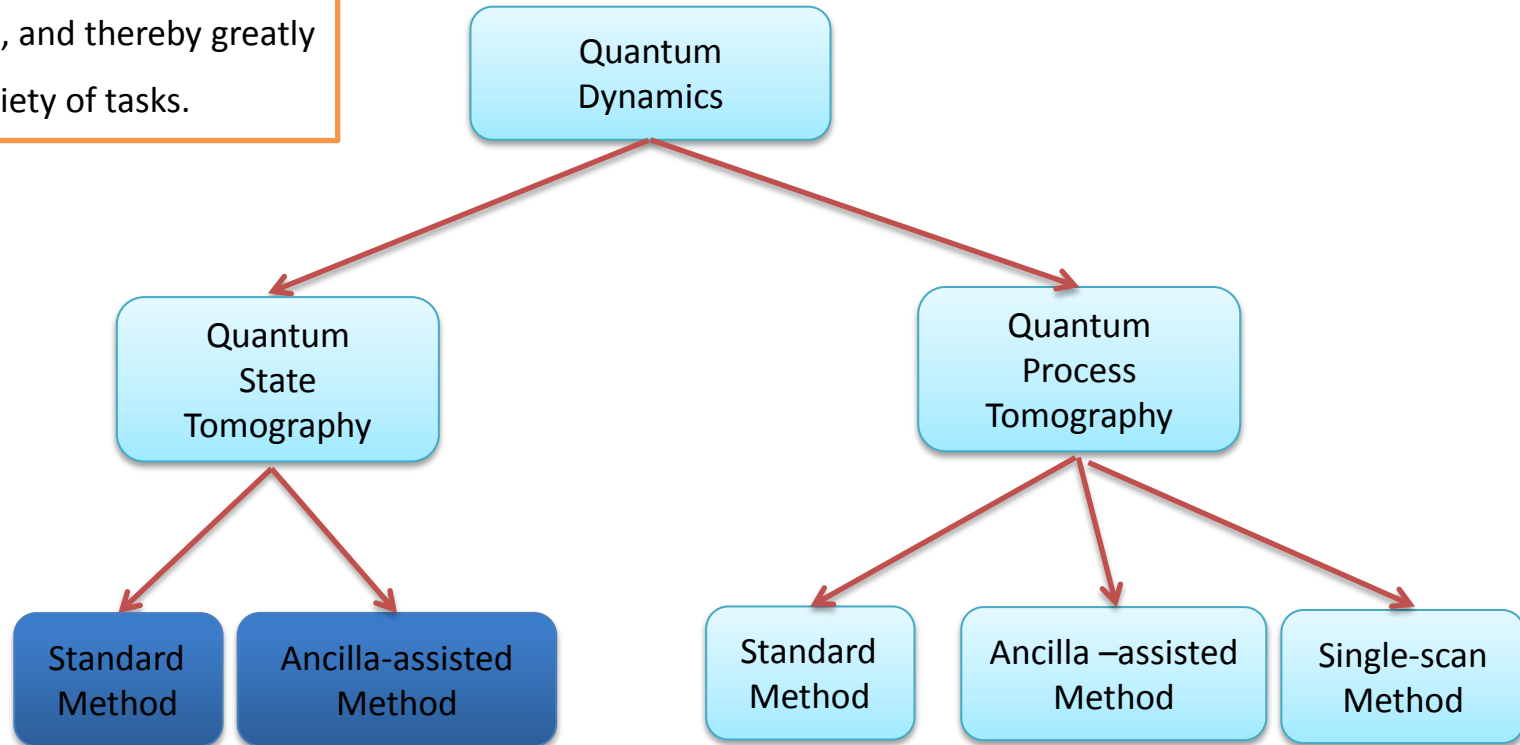 , and thereby greatly
iety of tasks.
Quantum
Dynamics
Quantum
State
Tomography
Quantum
Process
Tomography
Standard
Method
Ancilla-assisted
Method
Standard
Method
Ancilla –assisted
Method
Single-scan
Method